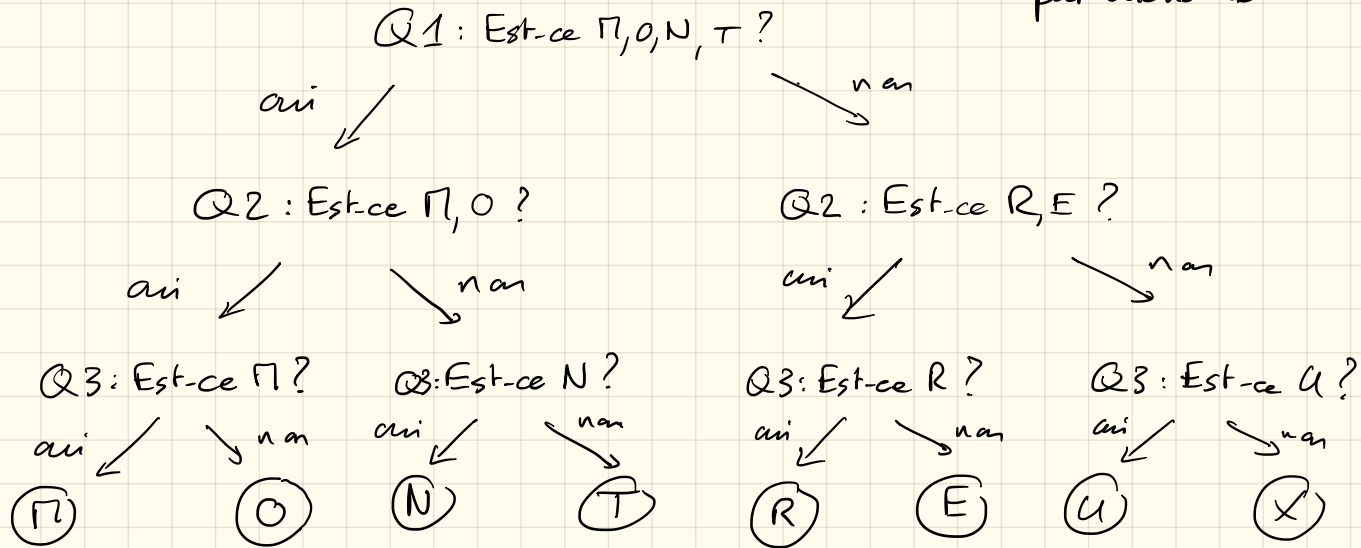 Q1 : Est-ce M, O, N, T ?
oui non
Q2 : Est-ce M, O ? Q2 : Est-ce R, E ?
oui non oui non
Q3 : Est-ce M ? Q3 : Est-ce N ? Q3 : Est-ce R ? Q3 : Est-ce U ?
oui non oui non oui non oui non
M O N T R E U X